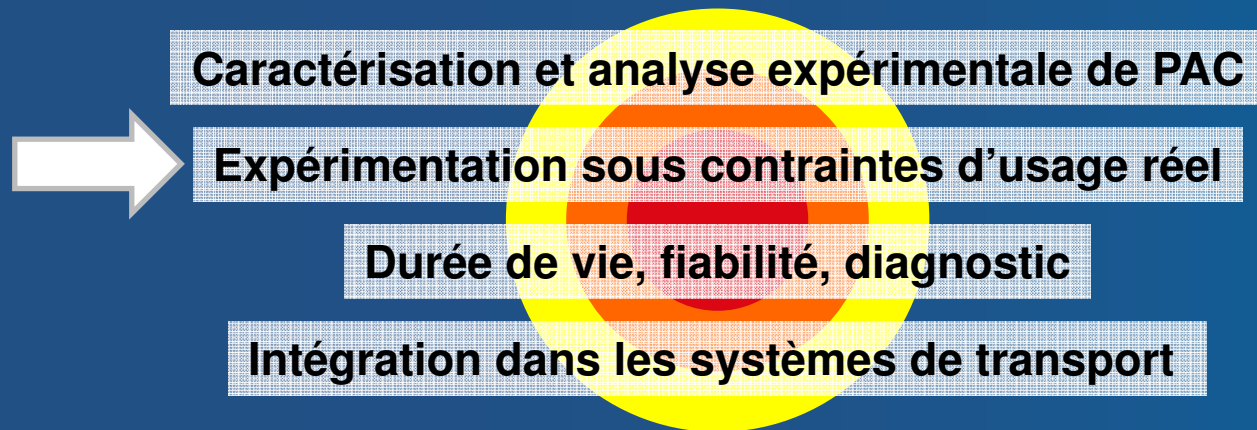 Caractérisation et analyse expérimentale de PAC
Expérimentation sous contraintes d’usage réel
Durée de vie, fiabilité, diagnostic
Intégration dans les systèmes de transport